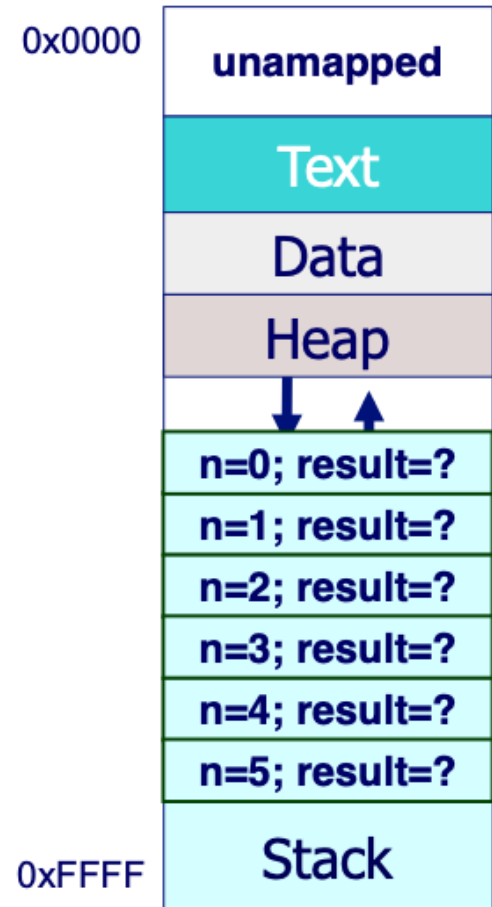 0x0000
unamapped
Text
Data
Heap
n=0; result=?
n=1; result=?
n=2; result=?
n=3; result=?
n=4; result=?
n=5; result=?
Stack
0xFFFF